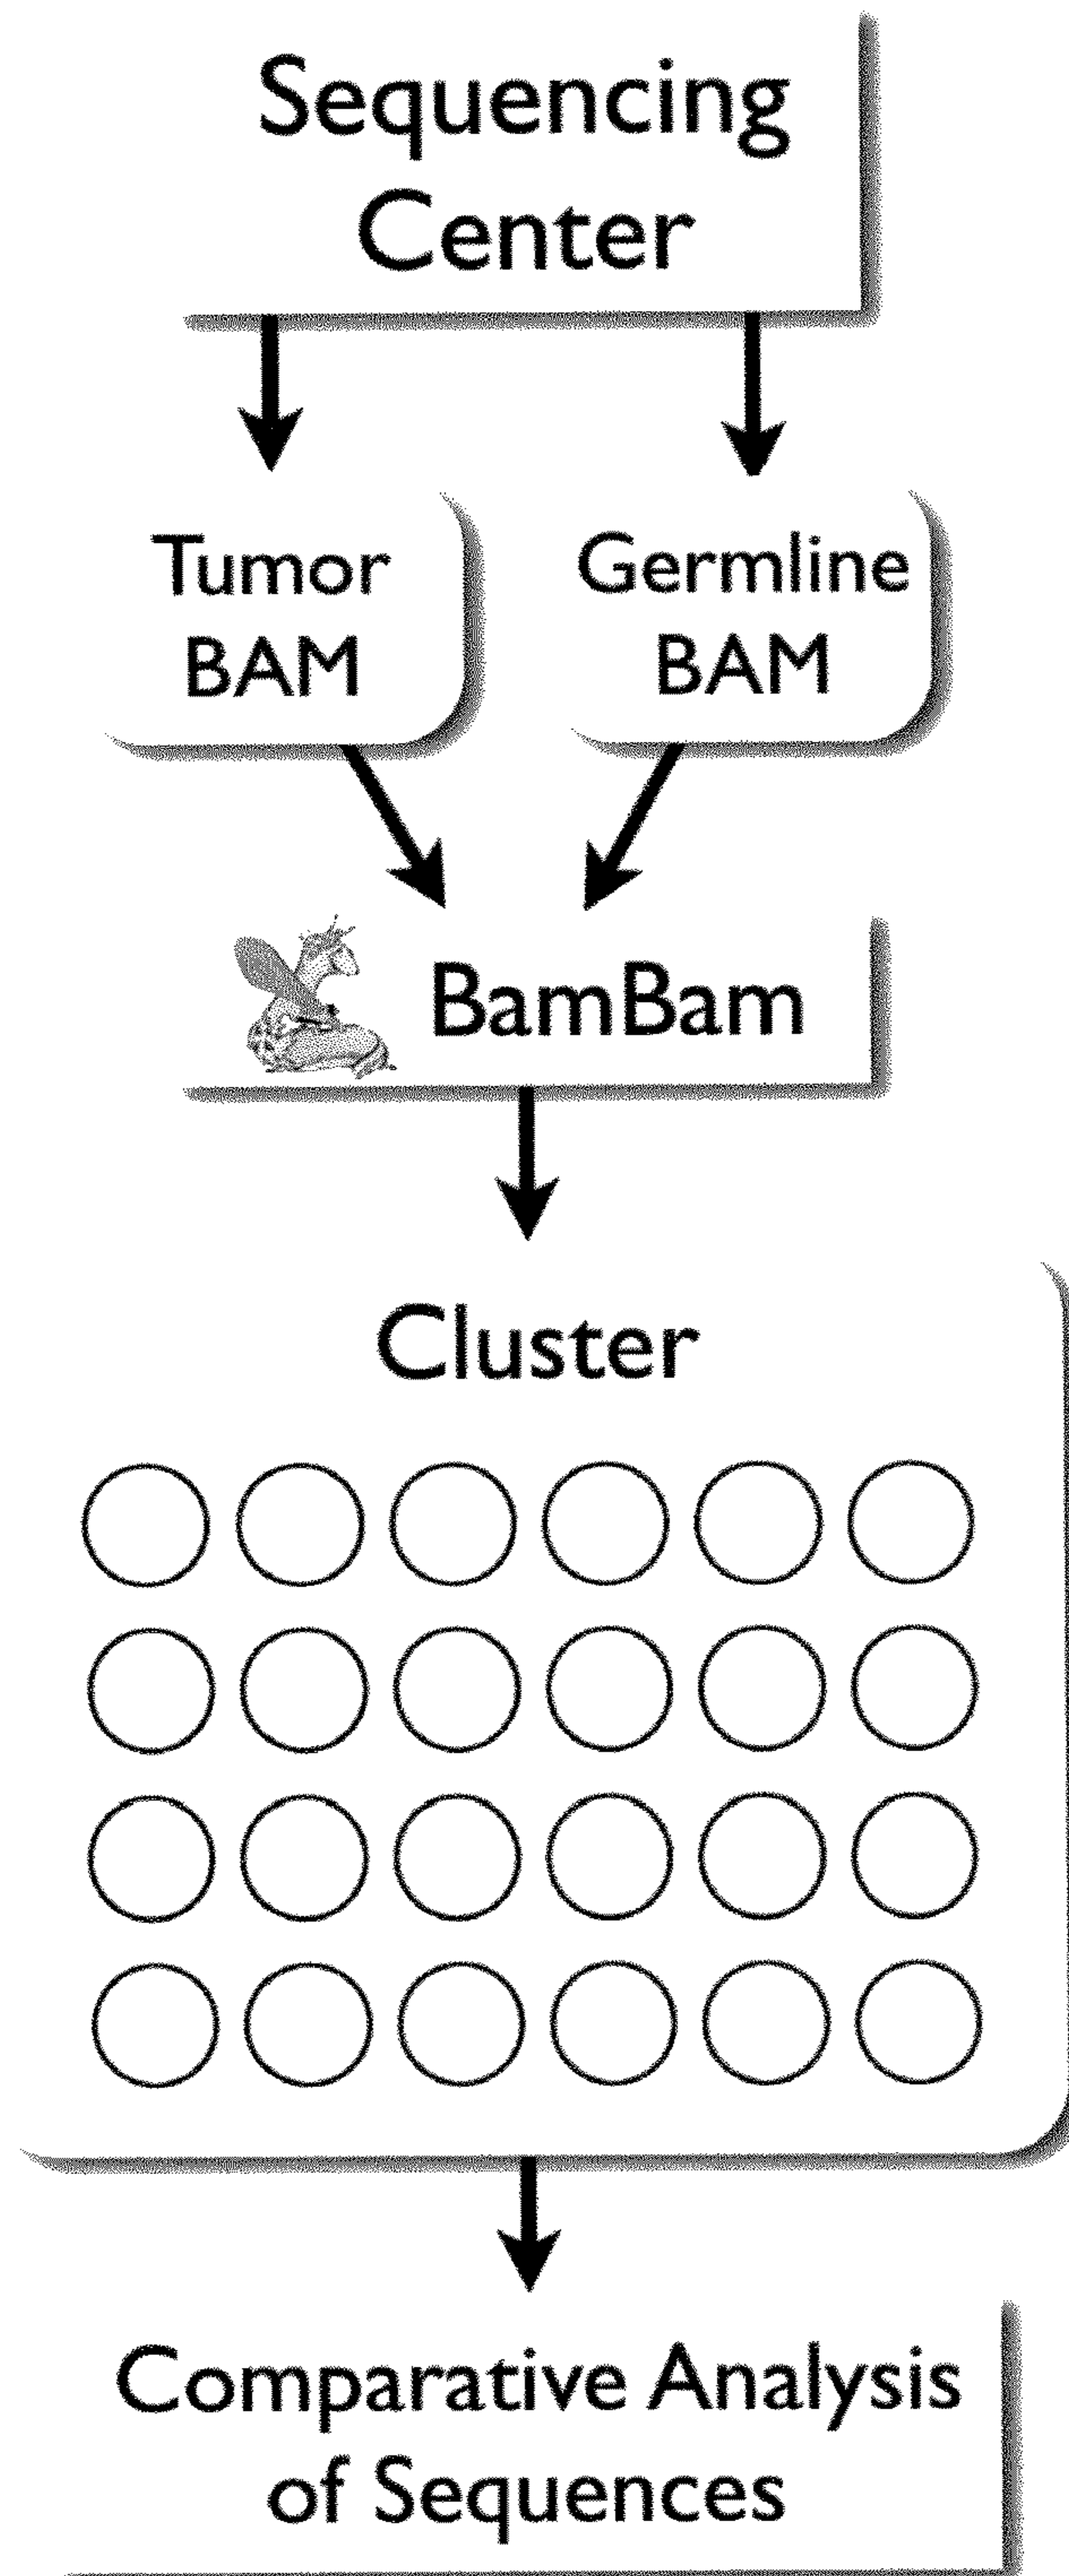 Sequencing
Center
Tumor
BAM
Germline
BAM
BamBam
Cluster
Comparative Analysis
of Sequences